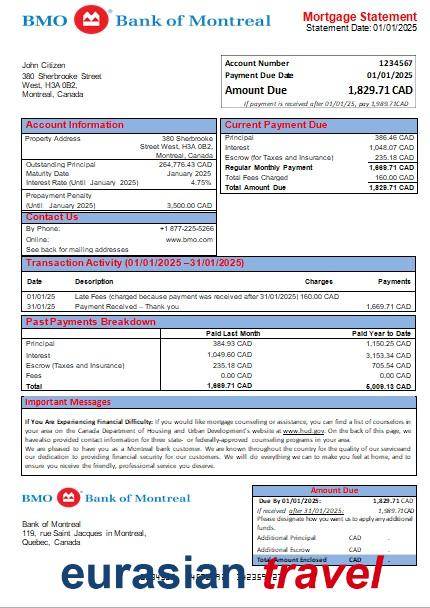 BMO Bank of Montreal
Mortgage Statement
Statement Date: 01/01/2025
John Citizen
380 Sherbrooke Street
West, H3A 0B2,
Montreal, Canada
Account Number 1234567
Payment Due Date 01/01/2025
Amount Due 1,829.71 CAD
If payment is received after 01/01/25, pay 1,989.71CAD
Account Information
Property Address 380 Sherbrooke
Street West, H3A 0B2,
Montreal, Canada
Outstanding Principal 264,776.43 CAD
Maturity Date January 2025
Interest Rate (Until January 2025) 4.75%
Prepayment Penalty
(Until January 2025) 3,500.00 CAD
Contact Us
By Phone: +1 877-225-5266
Online: www.bmo.com
See back for mailing addresses
Current Payment Due
Principal 386.46 CAD
Interest 1,048.07 CAD
Escrow (for Taxes and Insurance) 235.18 CAD
Regular Monthly Payment 1,669.71 CAD
Total Fees Charged 160.00 CAD
Total Amount Due 1,829.71 CAD
Transaction Activity (01/01/2025 –31/01/2025)
Date Description Charges Payments
01/01/25 Late Fees (charged because payment was received after 31/01/2025) 160.00 CAD
31/01/25 Payment Received – Thank you 1,669.71 CAD
Past Payments Breakdown
Paid Last Month Paid Year to Date
Principal 384.93 CAD 1,150.25 CAD
Interest 1,049.60 CAD 3,153.34 CAD
Escrow (Taxes and Insurance) 235.18 CAD 705.54 CAD
Fees 0.00 CAD 0.00 CAD
Total 1,669.71 CAD 5,009.13 CAD
Important Messages
If You Are Experiencing Financial Difficulty: If you would like mortgage counseling or assistance, you can find a list of counselors in
your area on the Canada Department of Housing and Urban Development's website at www.hud.gov. On the back of this page, we
have also provided contact information for three state- or federally-approved counseling programs in your area.
We are pleased to have you as a Montreal bank customer. We are known throughout the country for the quality of our service and
our dedication to providing financial security for our customers. We will do everything we can to make you feel at home, and to
ensure you receive the friendly, professional service you deserve.
BMO Bank of Montreal
Bank of Montreal
119, rue Saint Jacques in Montreal,
Quebec, Canada
Amount Due
Due By 01/01/2025: 1,829.71 CAD
If received after 31/01/2025: 1,989.71CAD
Please designate how you want us to apply any additional
funds.
Additional Principal CAD .
Additional Escrow CAD .
Total Amount Enclosed CAD .
eurasian travel